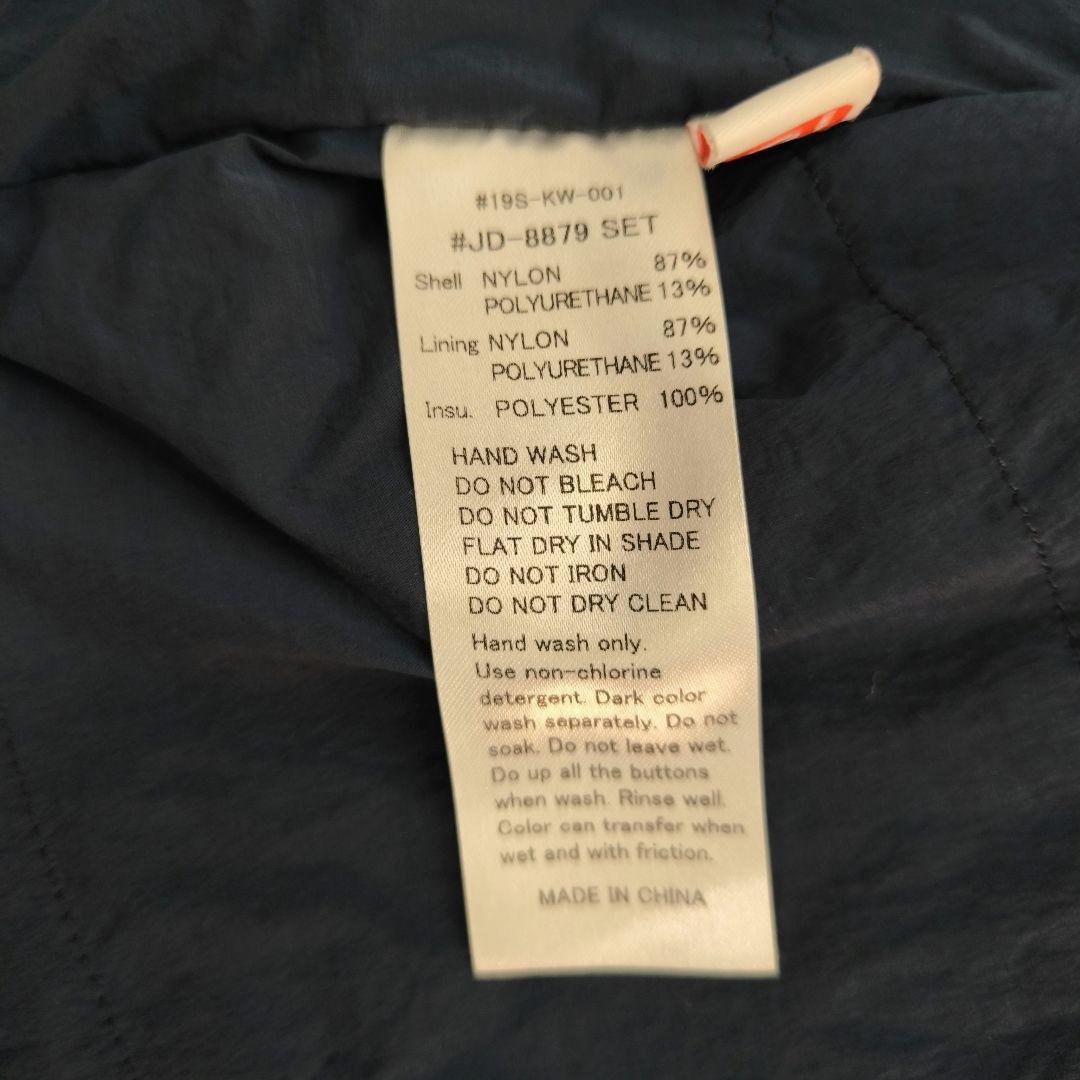 #19S-KW-001
#JD-8879 SET
Shell NYLON 87%
POLYURETHANE 13%
Lining NYLON 87%
POLYURETHANE 13%
Insu. POLYESTER 100%
HAND WASH
DO NOT BLEACH
DO NOT TUMBLE DRY
FLAT DRY IN SHADE
DO NOT IRON
DO NOT DRY CLEAN
Hand wash only.
Use non-chlorine
detergent. Dark color
wash separately. Do not
soak. Do not leave wet.
Do up all the buttons
when wash. Rinse well.
Color can transfer when
wet and with friction.
MADE IN CHINA